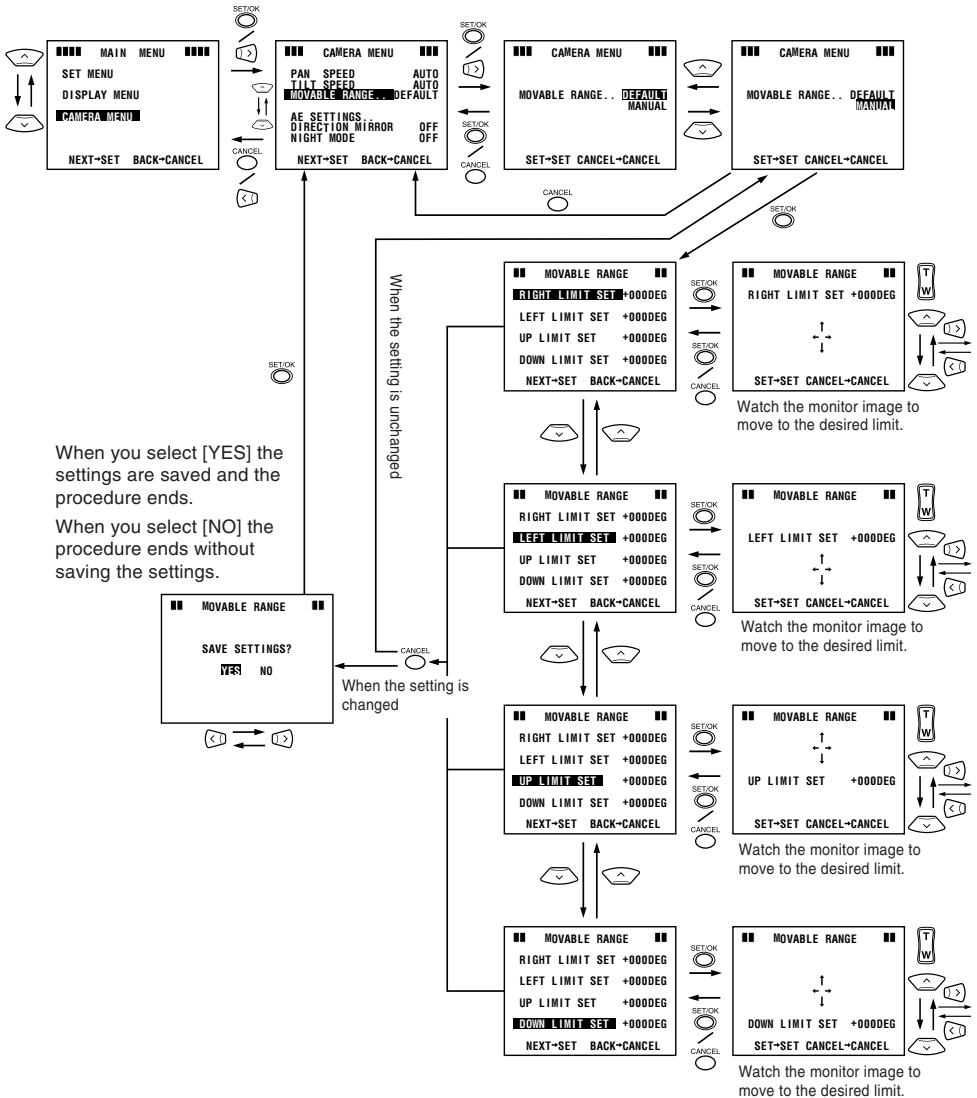 SET/OK
MAIN MENU
SET MENU
DISPLAY MENU
CAMERA MENU
NEXT→SET BACK→CANCEL
CANCEL
CAMERA MENU
PAN SPEED AUTO
TILT SPEED AUTO
MOVABLE RANGE.. DEFAULT
AE SETTINGS..
DIRECTION MIRROR OFF
NIGHT MODE OFF
NEXT→SET BACK→CANCEL
SET/OK
SET/OK
CANCEL
CAMERA MENU
MOVABLE RANGE.. DEFAULT
MANUAL
SET→SET CANCEL→CANCEL
CAMERA MENU
MOVABLE RANGE.. DEFAULT
MANUAL
SET→SET CANCEL→CANCEL
CANCEL
SET/OK
When the setting is unchanged
SET/OK
When you select [YES] the
settings are saved and the
procedure ends.
When you select [NO] the
procedure ends without
saving the settings.
MOVABLE RANGE
SAVE SETTINGS?
YES NO
CANCEL
When the setting is
changed
MOVABLE RANGE
RIGHT LIMIT SET +000DEG
LEFT LIMIT SET +000DEG
UP LIMIT SET +000DEG
DOWN LIMIT SET +000DEG
NEXT→SET BACK→CANCEL
SET/OK
SET/OK
CANCEL
MOVABLE RANGE
RIGHT LIMIT SET +000DEG
SET→SET CANCEL→CANCEL
T
W
Watch the monitor image to
move to the desired limit.
MOVABLE RANGE
RIGHT LIMIT SET +000DEG
LEFT LIMIT SET +000DEG
UP LIMIT SET +000DEG
DOWN LIMIT SET +000DEG
NEXT→SET BACK→CANCEL
SET/OK
SET/OK
CANCEL
MOVABLE RANGE
LEFT LIMIT SET +000DEG
SET→SET CANCEL→CANCEL
T
W
Watch the monitor image to
move to the desired limit.
MOVABLE RANGE
RIGHT LIMIT SET +000DEG
LEFT LIMIT SET +000DEG
UP LIMIT SET +000DEG
DOWN LIMIT SET +000DEG
NEXT→SET BACK→CANCEL
SET/OK
SET/OK
CANCEL
MOVABLE RANGE
UP LIMIT SET +000DEG
SET→SET CANCEL→CANCEL
T
W
Watch the monitor image to
move to the desired limit.
MOVABLE RANGE
RIGHT LIMIT SET +000DEG
LEFT LIMIT SET +000DEG
UP LIMIT SET +000DEG
DOWN LIMIT SET +000DEG
NEXT→SET BACK→CANCEL
SET/OK
SET/OK
CANCEL
MOVABLE RANGE
DOWN LIMIT SET +000DEG
SET→SET CANCEL→CANCEL
T
W
Watch the monitor image to
move to the desired limit.